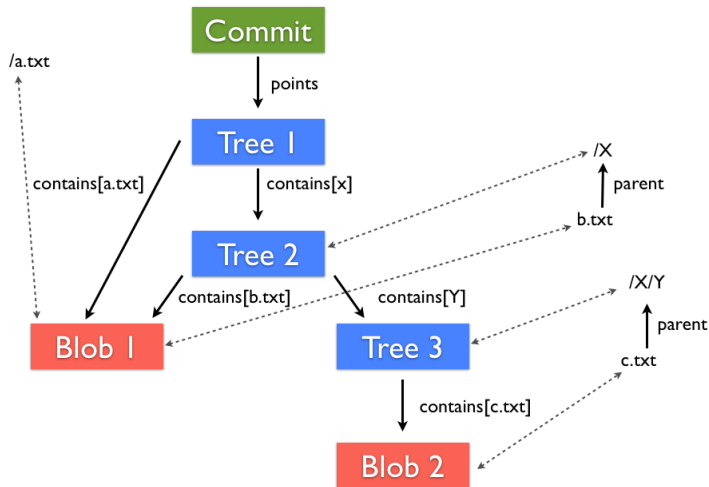 Commit
/a.txt
points
Tree 1
/X
contains[a.txt]
contains[x]
parent
b.txt
Tree 2
/X/Y
contains[b.txt]
contains[Y]
parent
Blob 1
Tree 3
c.txt
contains[c.txt]
Blob 2